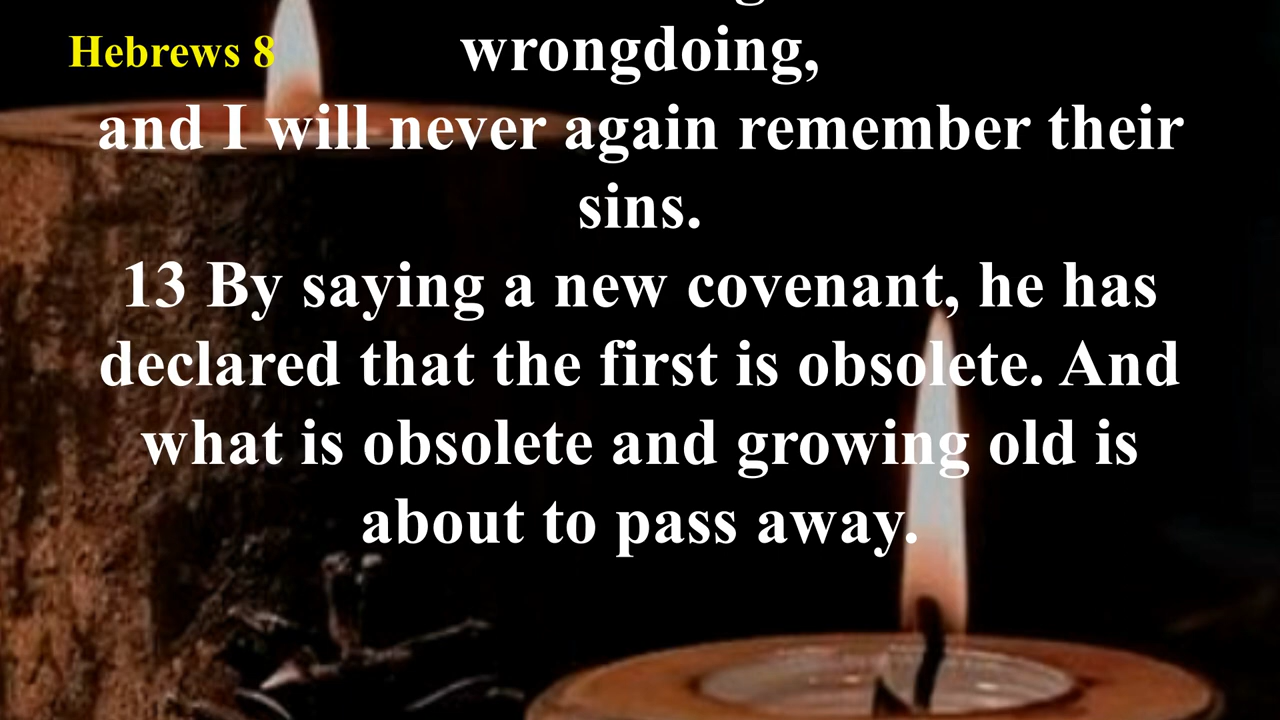 Hebrews 8
wrongdoing,
and I will never again remember their
sins.
13 By saying a new covenant, he has
declared that the first is obsolete. And
what is obsolete and growing old is
about to pass away.